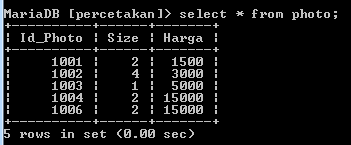 MariaDB [percetakan]> select * from photo;
+----------+------+-------+
| Id_Photo | Size | Harga |
+----------+------+-------+
| 1001 | 2 | 1500 |
| 1002 | 4 | 3000 |
| 1003 | 1 | 5000 |
| 1004 | 2 | 15000 |
| 1006 | 2 | 15000 |
+----------+------+-------+
5 rows in set (0.00 sec)